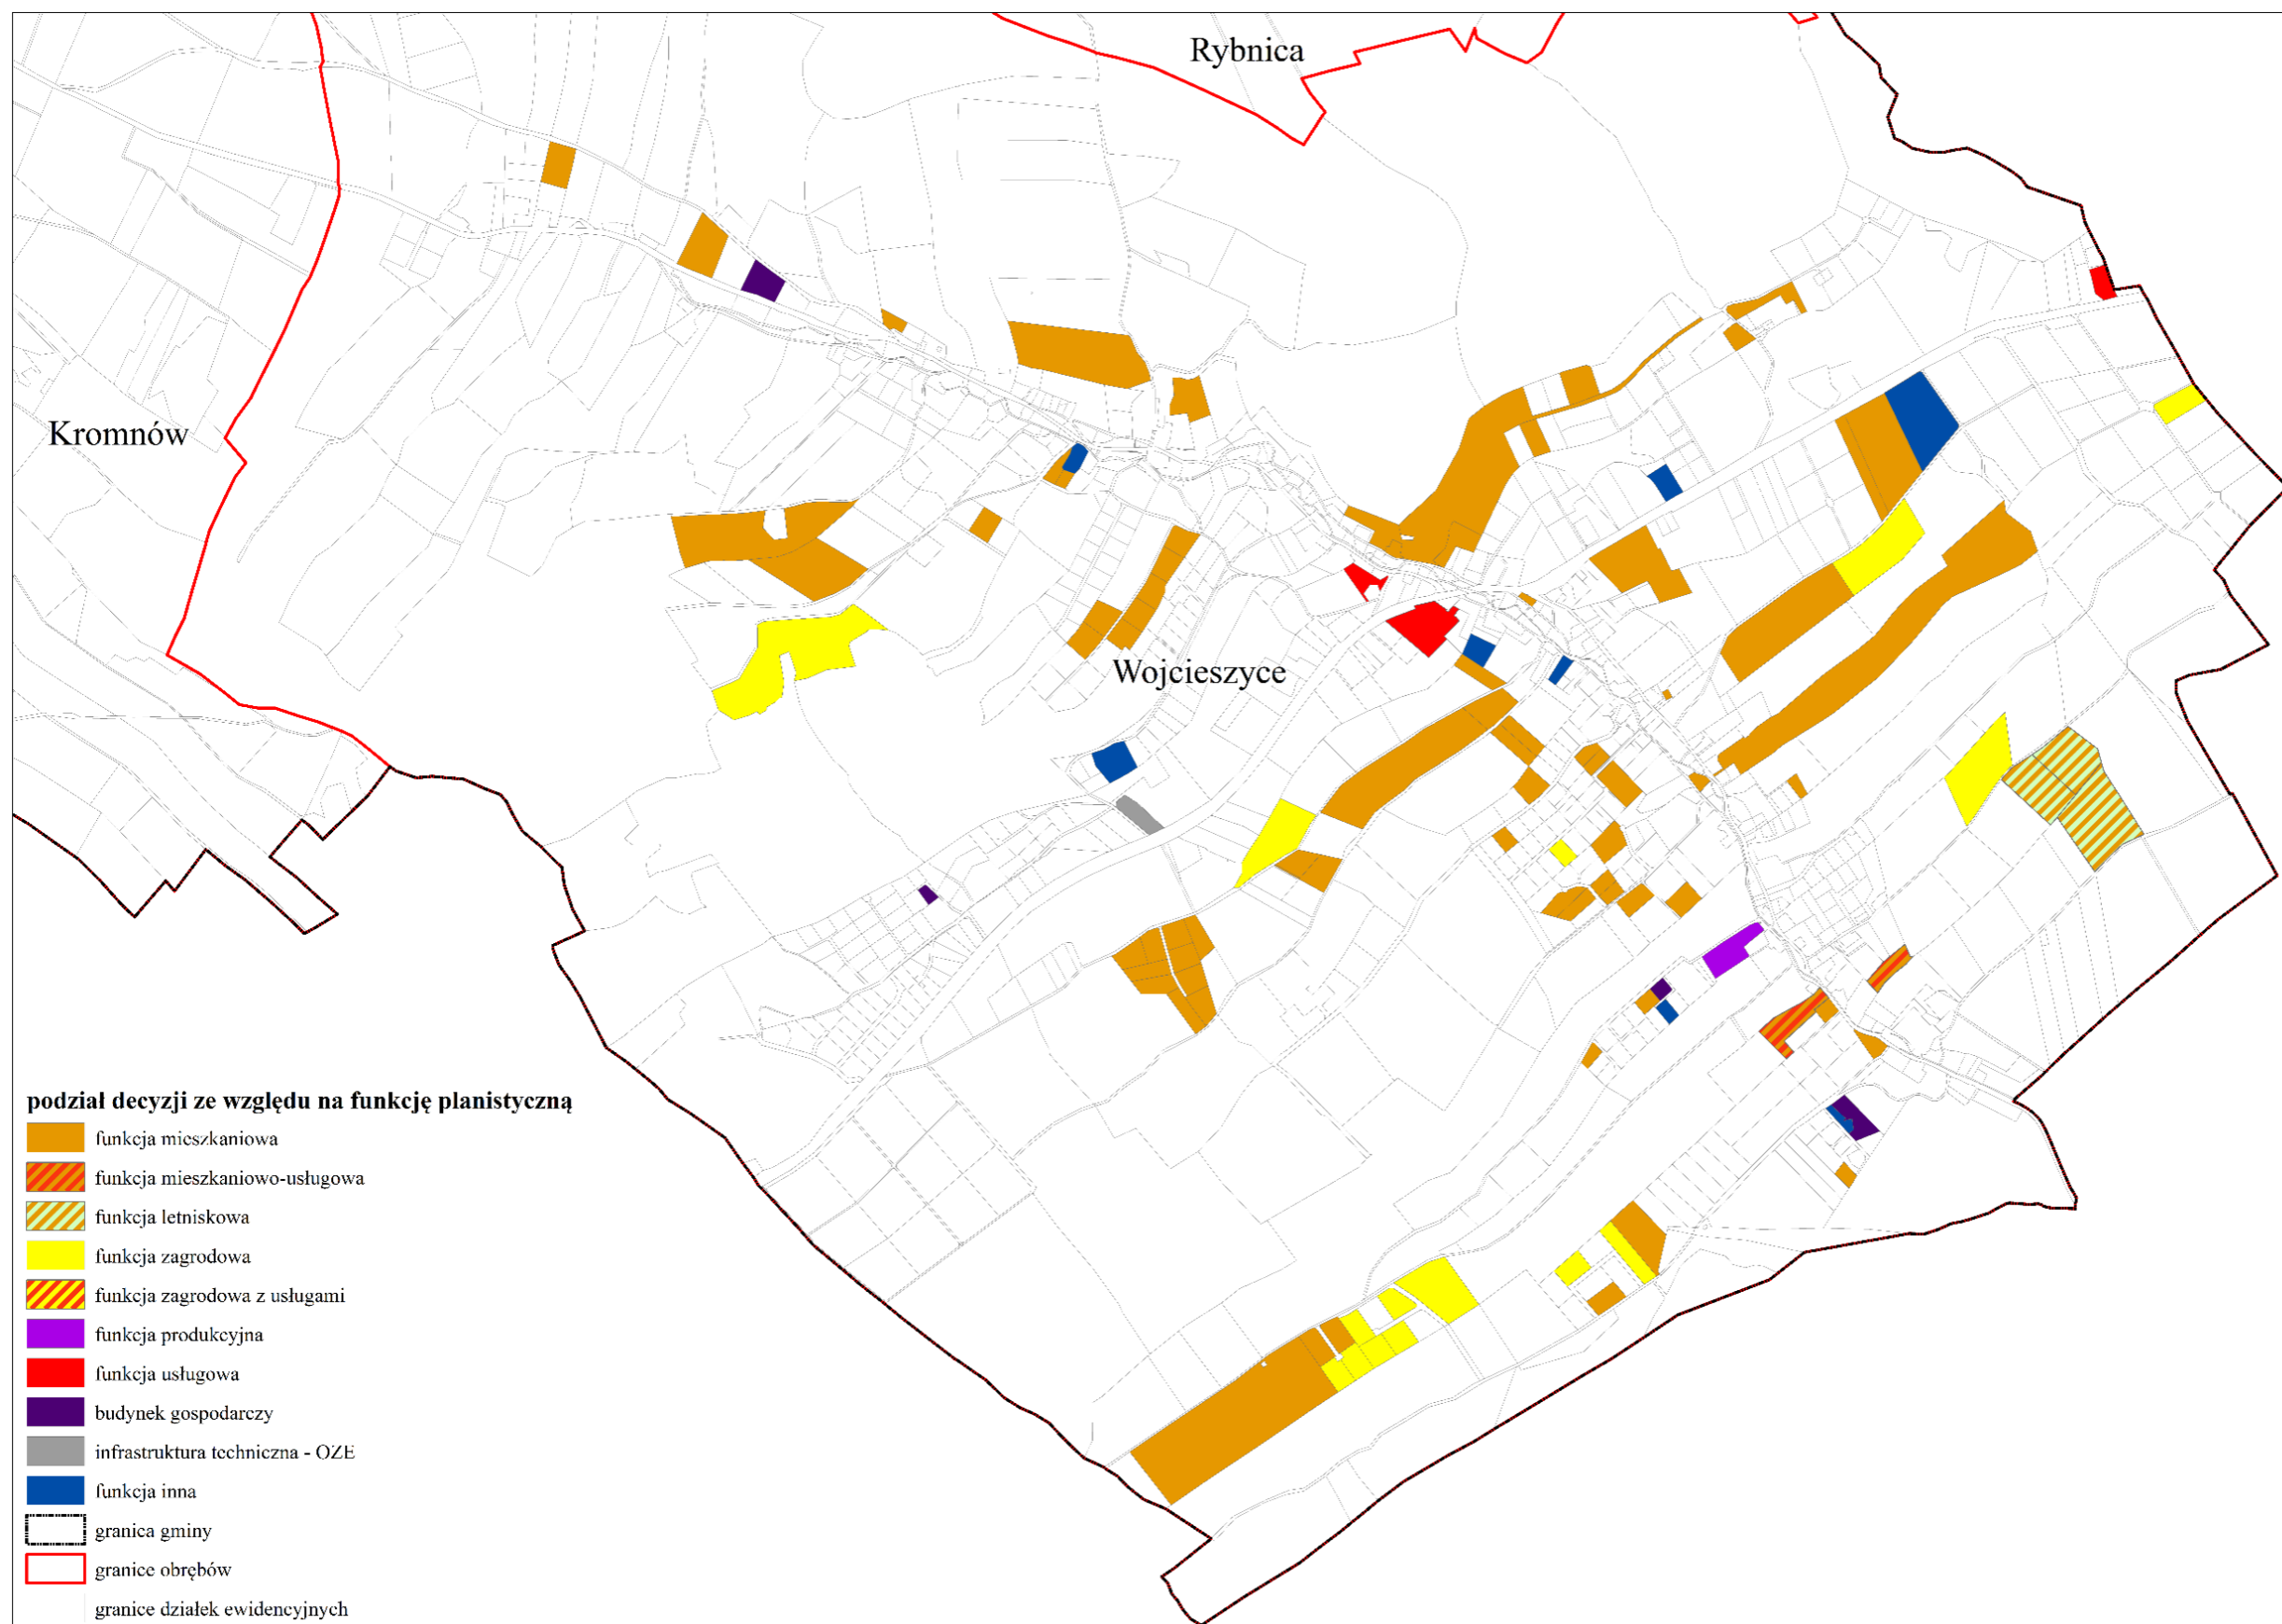 Rybnica
Kromnów
Wojcieszyce
podział decyzji ze względu na funkcję planistyczną
funkcja mieszkaniowa
funkcja mieszkaniowo-usługowa
funkcja letniskowa
funkcja zagrodowa
funkcja zagrodowa z usługami
funkcja produkcyjna
funkcja usługowa
budynek gospodarczy
infrastruktura techniczna - OZE
funkcja inna
granica gminy
granice obrębów
granice działek ewidencyjnych